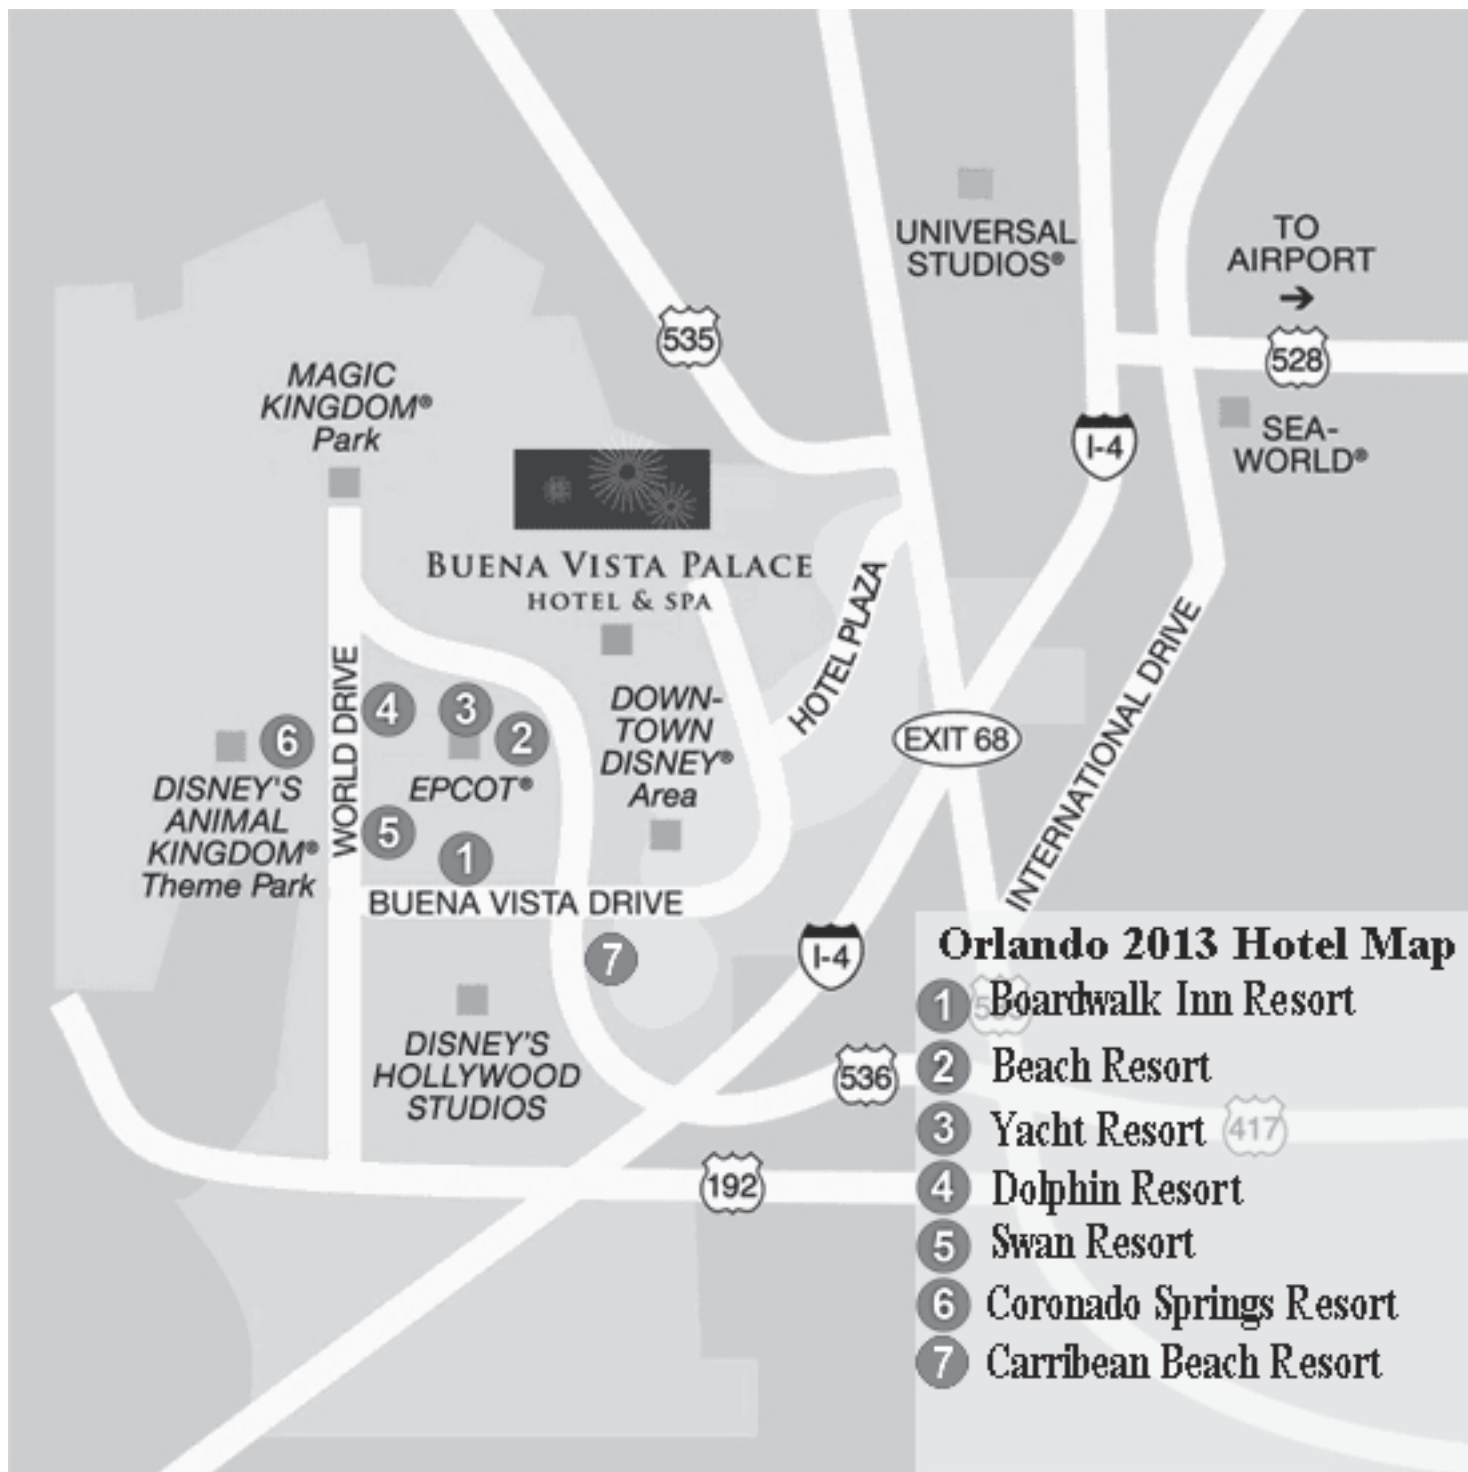 UNIVERSAL
STUDIOS®
TO
AIRPORT
→
535
528
MAGIC
KINGDOM®
Park
I-4
SEA-
WORLD®
BUENA VISTA PALACE
HOTEL & SPA
HOTEL PLAZA
INTERNATIONAL DRIVE
WORLD DRIVE
DOWN-
TOWN
DISNEY®
Area
4
3
2
6
EXIT 68
EPCOT®
DISNEY'S
ANIMAL
KINGDOM®
Theme Park
5
1
BUENA VISTA DRIVE
7
I-4
DISNEY'S
HOLLYWOOD
STUDIOS
536
192
417
Orlando 2013 Hotel Map
1 Boardwalk Inn Resort
2 Beach Resort
3 Yacht Resort
4 Dolphin Resort
5 Swan Resort
6 Coronado Springs Resort
7 Carribean Beach Resort